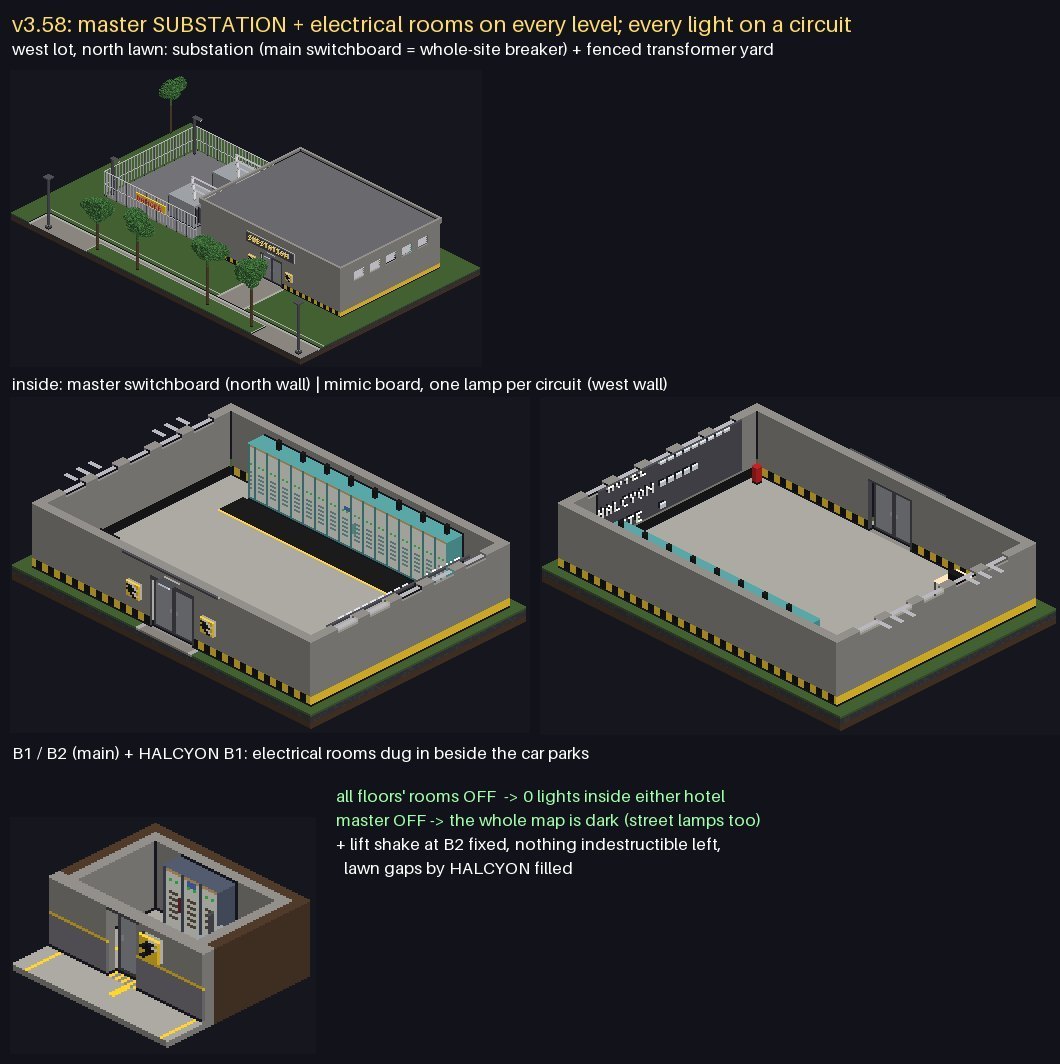 v3.58: master SUBSTATION + electrical rooms on every level; every light on a circuit
west lot, north lawn: substation (main switchboard = whole-site breaker) + fenced transformer yard
SUBSTATION
inside: master switchboard (north wall) | mimic board, one lamp per circuit (west wall)
HALCYON
B1 / B2 (main) + HALCYON B1: electrical rooms dug in beside the car parks
all floors' rooms OFF -> 0 lights inside either hotel
master OFF -> the whole map is dark (street lamps too)
+ lift shake at B2 fixed, nothing indestructible left,
lawn gaps by HALCYON filled